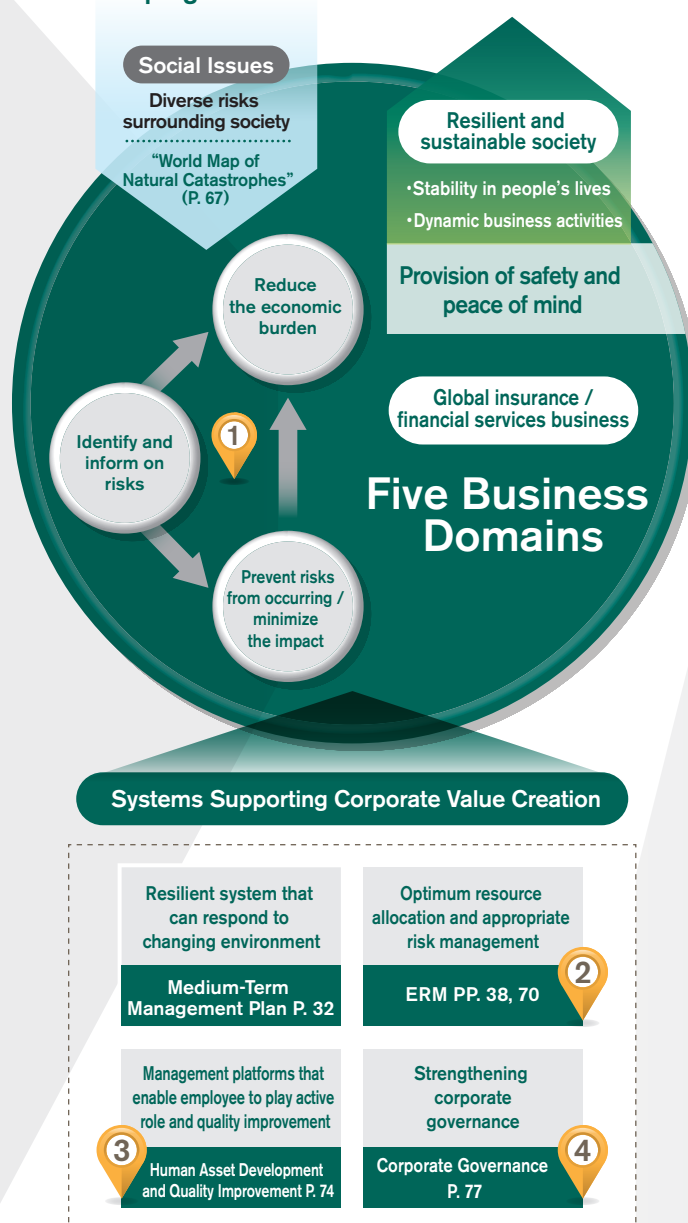 Social Issues
Diverse risks
surrounding society
“World Map of
Natural Catastrophes”
(P. 67)
Resilient and
sustainable society
・Stability in people’s lives
・Dynamic business activities
Provision of safety and
peace of mind
Reduce
the economic
burden
Global insurance /
financial services business
1
Identify and
inform on
risks
Five Business
Domains
Prevent risks
from occurring /
minimize
the impact
Systems Supporting Corporate Value Creation
Resilient system that
can respond to
changing environment
Medium-Term
Management Plan P. 32
Optimum resource
allocation and appropriate
risk management
ERM PP. 38, 70
2
Management platforms that
enable employee to play active
role and quality improvement
3
Human Asset Development
and Quality Improvement P. 74
Strengthening
corporate
governance
Corporate Governance
P. 77
4